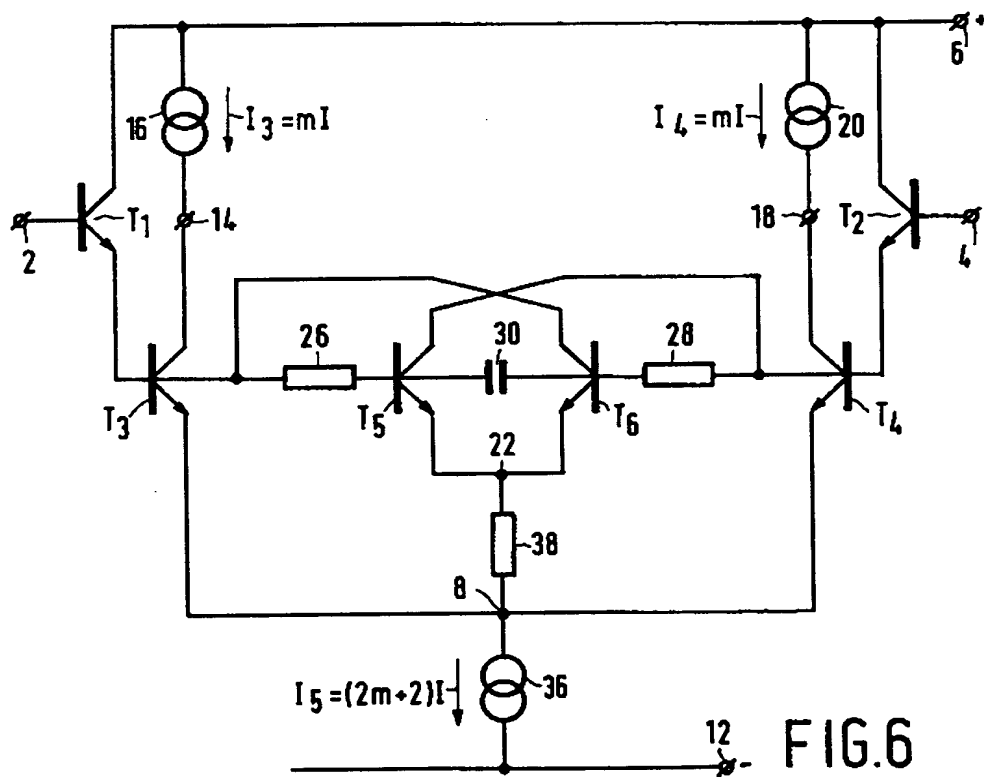 6 +
16
I3 = mI
I4 = mI
20
2
T1
14
18
T2
4
26
30
28
T3
T5
T6
T4
22
38
8
I5 = (2m+2)I
36
12 -
FIG.6